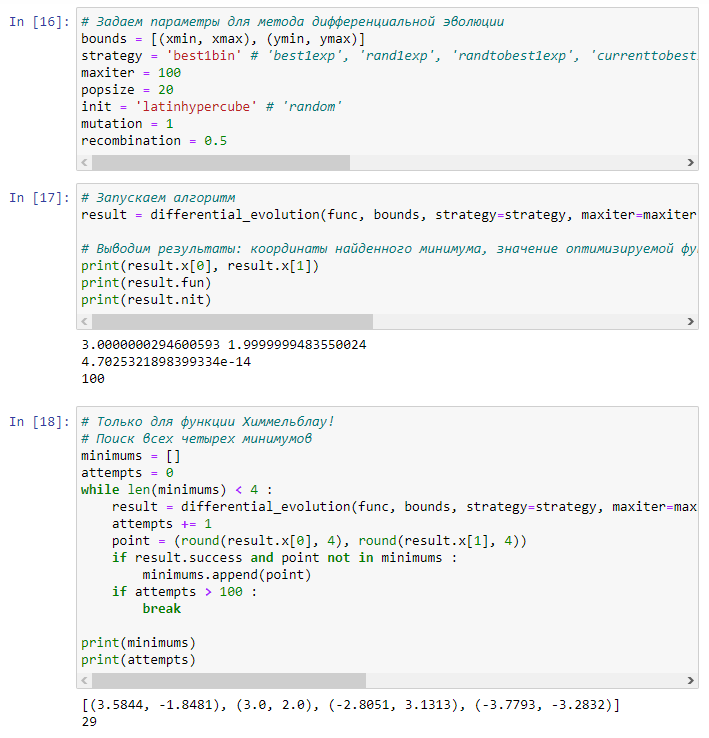 In [16]:
# Задаем параметры для метода дифференциальной эволюции
bounds = [(xmin, xmax), (ymin, ymax)]
strategy = 'best1bin' # 'best1exp', 'rand1exp', 'randtobest1exp', 'currenttobest
maxiter = 100
popsize = 20
init = 'latinhypercube' # 'random'
mutation = 1
recombination = 0.5
In [17]:
# Запускаем алгоритм
result = differential_evolution(func, bounds, strategy=strategy, maxiter=maxiter
# Выводим результаты: координаты найденного минимума, значение оптимизируемой фу
print(result.x[0], result.x[1])
print(result.fun)
print(result.nit)
3.0000000294600593 1.9999999483550024
4.7025321898399334e-14
100
In [18]:
# Только для функции Химмельблау!
# Поиск всех четырех минимумов
minimums = []
attempts = 0
while len(minimums) < 4 :
    result = differential_evolution(func, bounds, strategy=strategy, maxiter=max
    attempts += 1
    point = (round(result.x[0], 4), round(result.x[1], 4))
    if result.success and point not in minimums :
        minimums.append(point)
    if attempts > 100 :
        break
print(minimums)
print(attempts)
[(3.5844, -1.8481), (3.0, 2.0), (-2.8051, 3.1313), (-3.7793, -3.2832)]
29